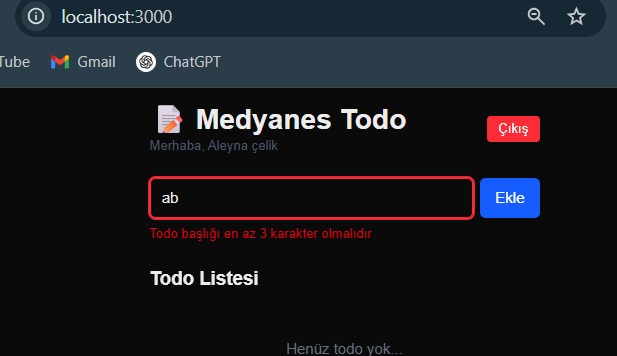 localhost:3000
Tube Gmail ChatGPT
Medyanes Todo
Çıkış
Merhaba, Aleyna çelik
ab
Ekle
Todo başlığı en az 3 karakter olmalıdır
Todo Listesi
Henüz todo yok...